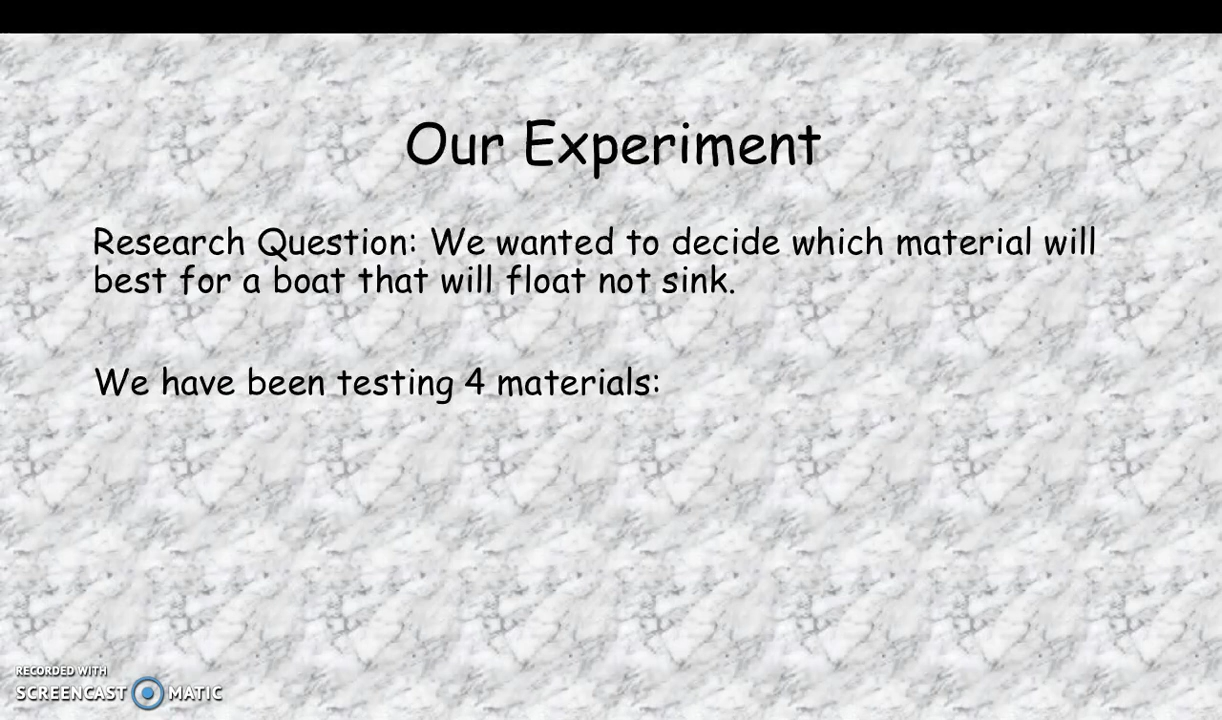 Our Experiment
Research Question: We wanted to decide which material will
best for a boat that will float not sink.
We have been testing 4 materials:
RECORDED WITH
SCREENCAST MATIC